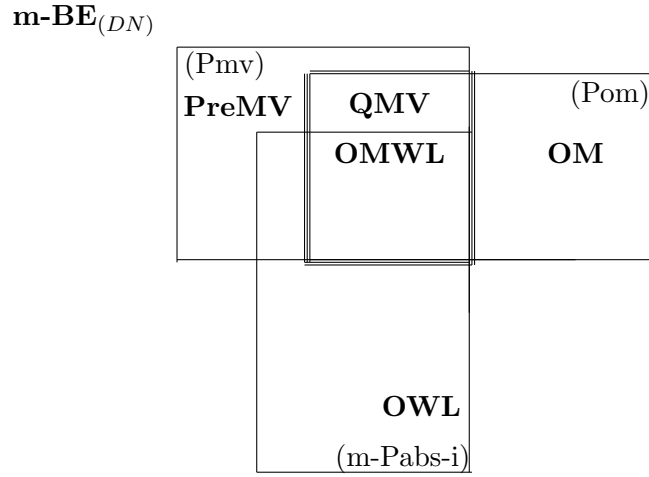 m-BE(DN)
(Pmv)
PreMV QMV (Pom)
OMWL OM
OWL
(m-Pabs-i)